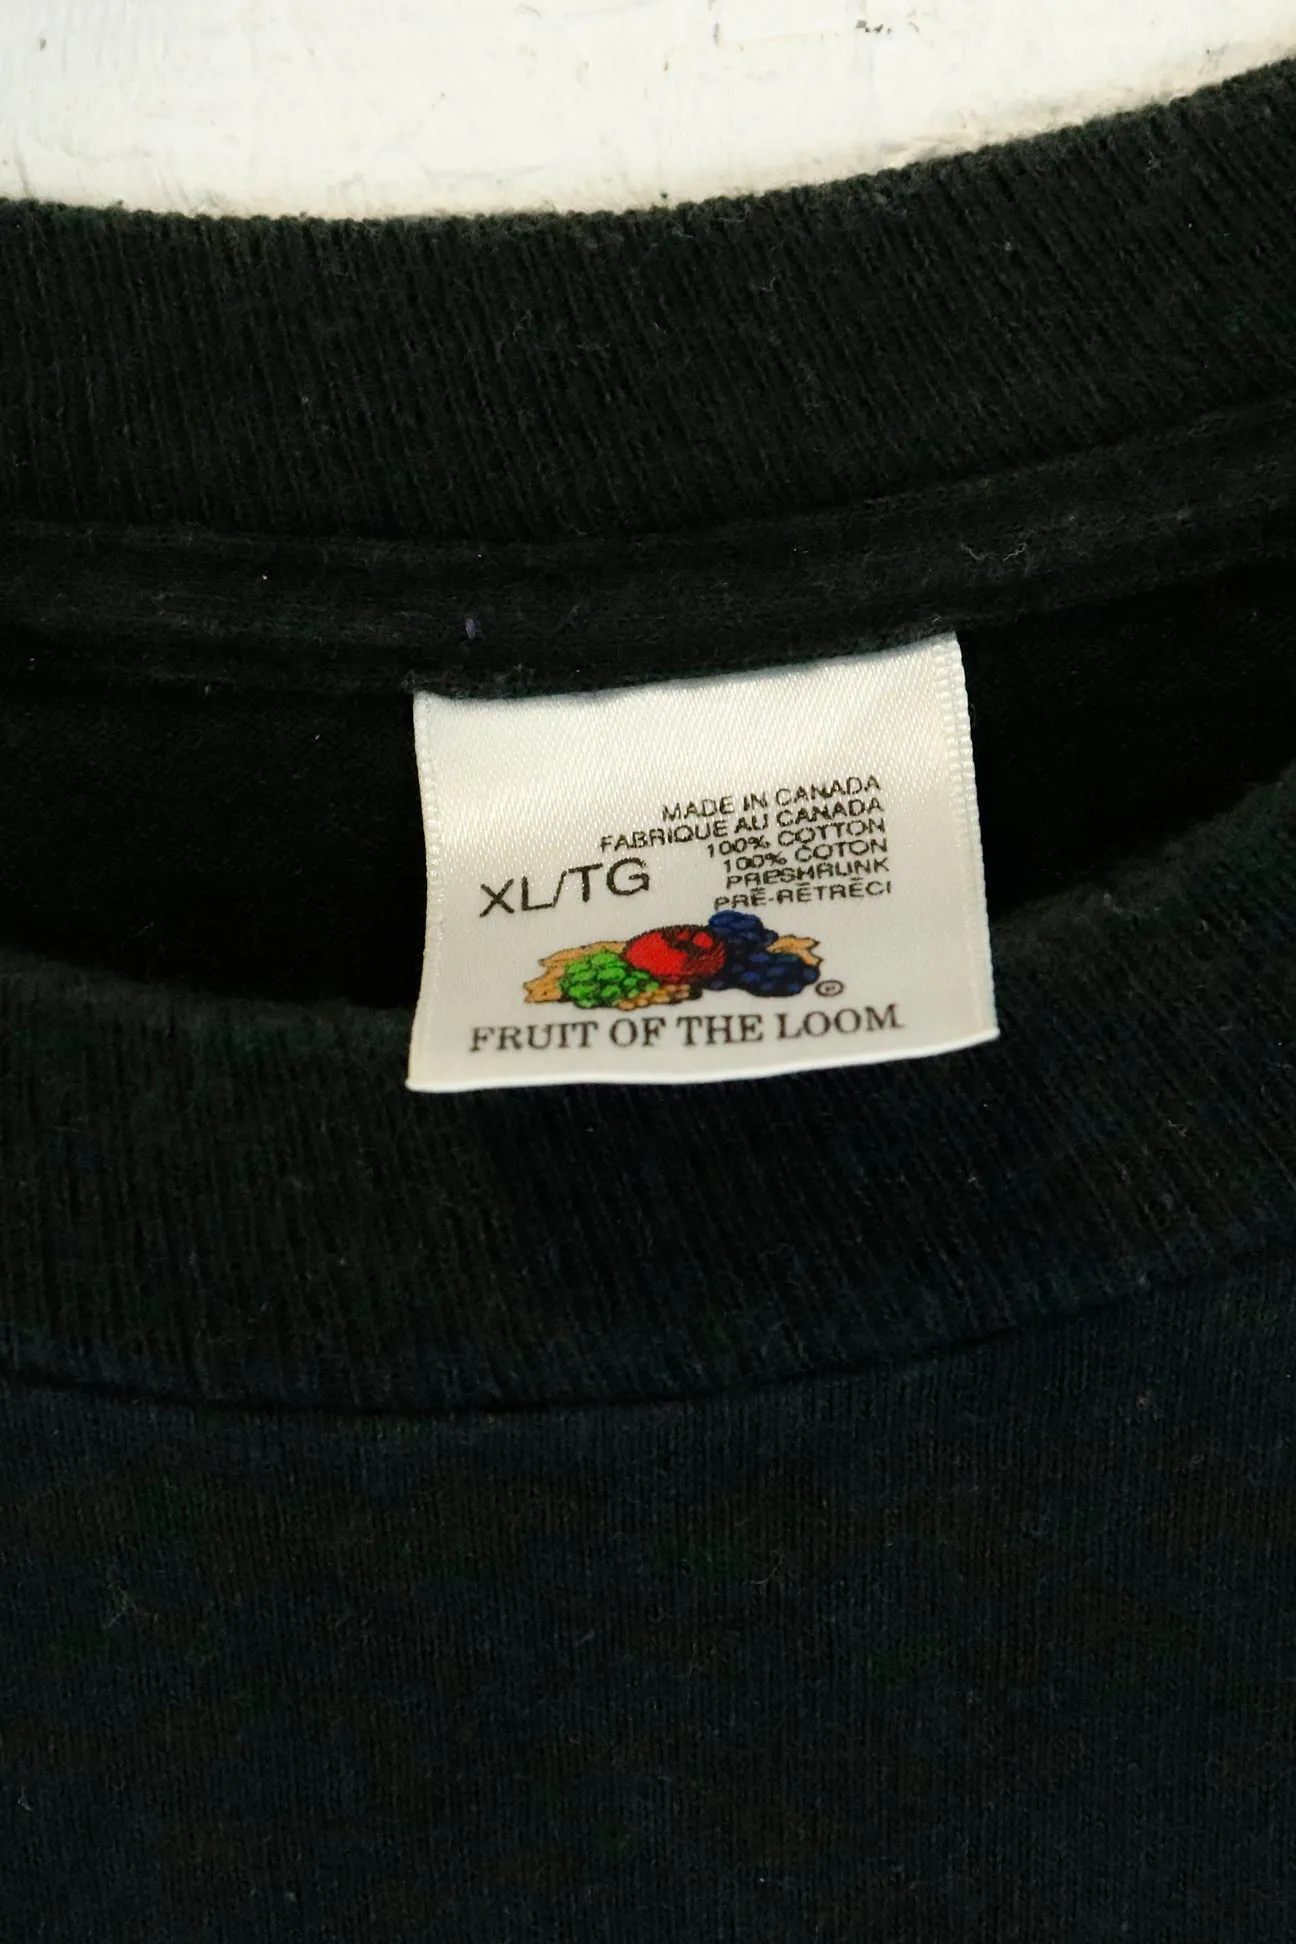 MADE IN CANADA
FABRIQUE AU CANADA
100% COTTON
100% COTON
XL/TG
PRESHRUNK
PRÉ-RÉTRÉCI
®
FRUIT OF THE LOOM